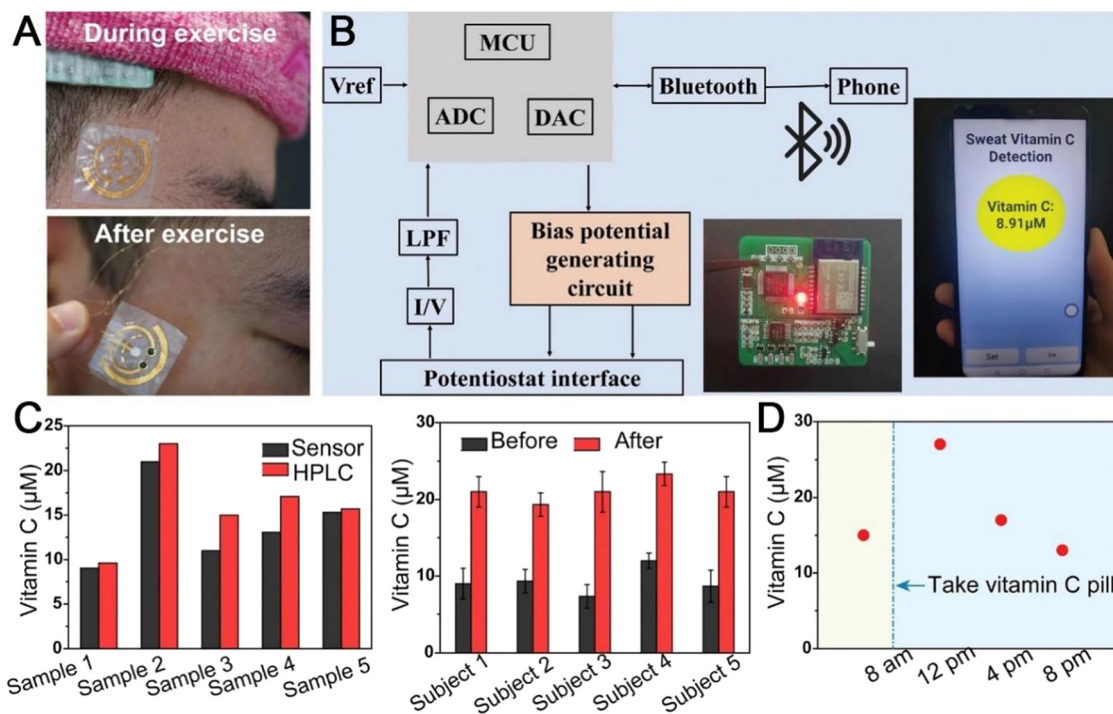 A
During exercise
After exercise
B
MCU
Vref
ADC
DAC
Bluetooth
Phone
LPF
I/V
Bias potential
generating
circuit
Potentiostat interface
Sweat Vitamin C
Detection
Vitamin C:
8.91µM
Set
>>
C
Vitamin C (µM)
25
20
15
10
5
0
Sensor
HPLC
Sample 1
Sample 2
Sample 3
Sample 4
Sample 5
Vitamin C (µM)
30
20
10
0
Before
After
Subject 1
Subject 2
Subject 3
Subject 4
Subject 5
D
Vitamin C (µM)
30
20
10
0
Take vitamin C pill
8 am
12 pm
4 pm
8 pm